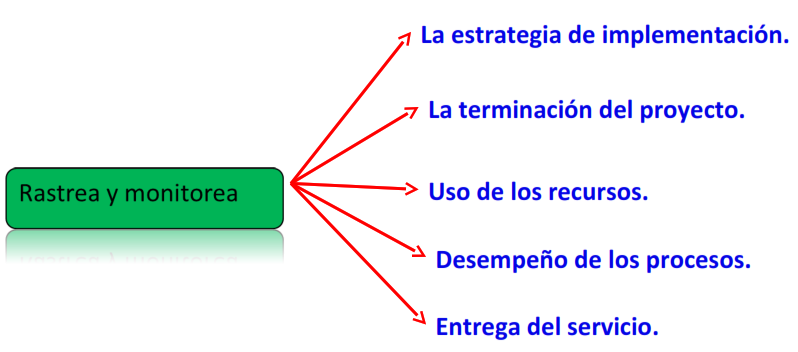 La estrategia de implementación.
La terminación del proyecto.
Rastrea y monitorea
Uso de los recursos.
Desempeño de los procesos.
Entrega del servicio.